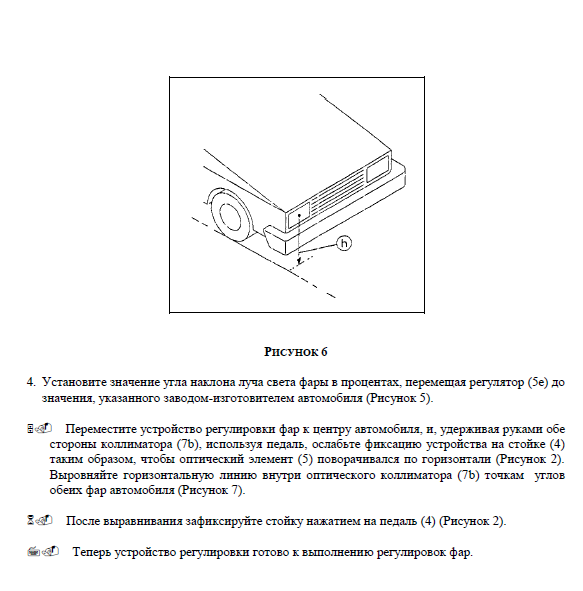 h
РИСУНОК 6
4. Установите значение угла наклона луча света фары в процентах, перемещая регулятор (5e) до
значения, указанного заводом-изготовителем автомобиля (Рисунок 5).
Переместите устройство регулировки фар к центру автомобиля, и, удерживая руками обе
стороны коллиматора (7b), используя педаль, ослабьте фиксацию устройства на стойке (4)
таким образом, чтобы оптический элемент (5) поворачивался по горизонтали (Рисунок 2).
Выровняйте горизонтальную линию внутри оптического коллиматора (7b) точкам углов
обеих фар автомобиля (Рисунок 7).
После выравнивания зафиксируйте стойку нажатием на педаль (4) (Рисунок 2).
Теперь устройство регулировки готово к выполнению регулировок фар.